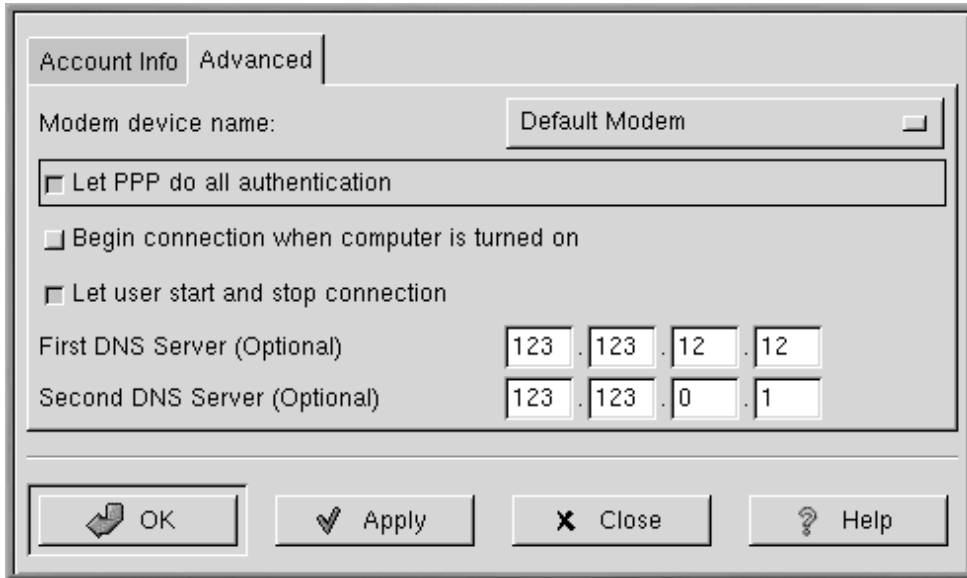 Account Info Advanced
Modem device name: Default Modem
Let PPP do all authentication
Begin connection when computer is turned on
Let user start and stop connection
First DNS Server (Optional) 123 . 123 . 12 . 12
Second DNS Server (Optional) 123 . 123 . 0 . 1
OK Apply Close Help